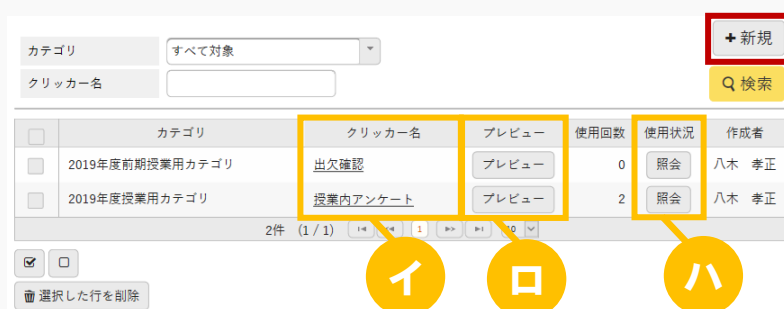 カテゴリ すべて対象 +新規
クリッカー名 検索
カテゴリ クリッカー名 プレビュー 使用回数 使用状況 作成者
2019年度前期授業用カテゴリ 出欠確認 プレビュー 0 照会 八木 孝正
2019年度授業用カテゴリ 授業内アンケート プレビュー 2 照会 八木 孝正
2件 (1 / 1) 1
イ ロ ハ
選択した行を削除